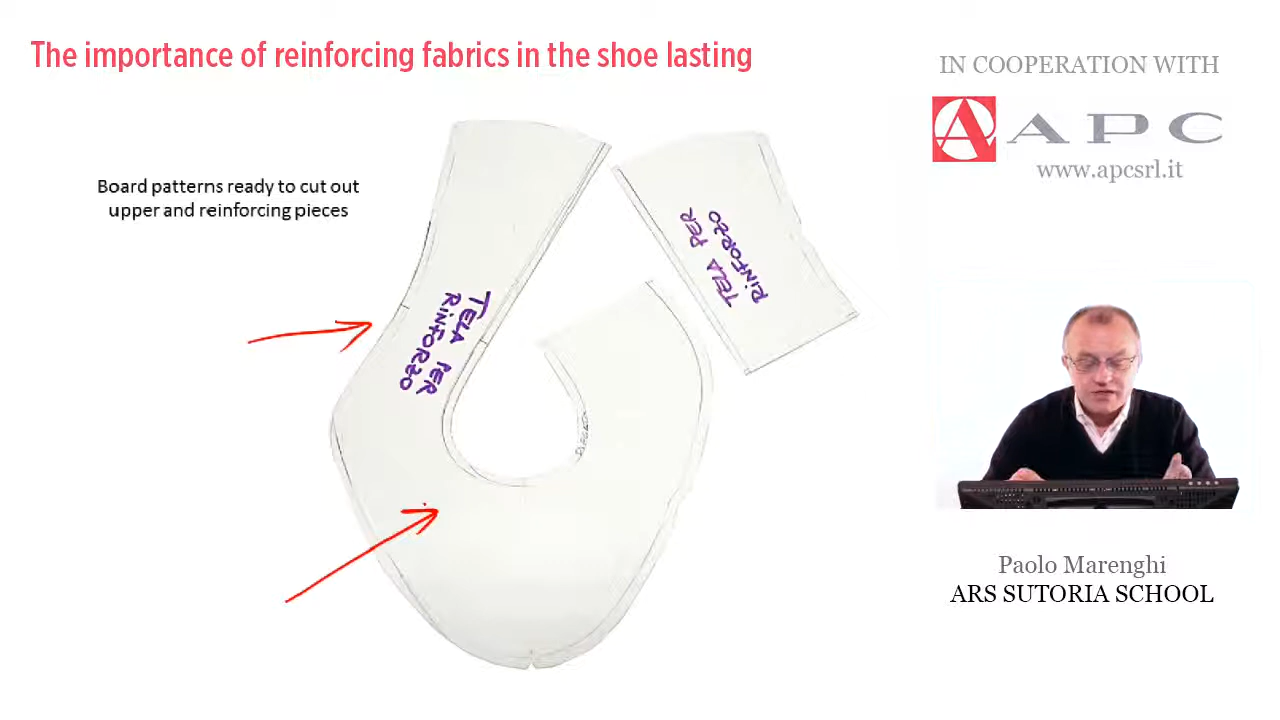 The importance of reinforcing fabrics in the shoe lasting
IN COOPERATION WITH
APC
www.apcsrl.it
Board patterns ready to cut out
upper and reinforcing pieces
TELA PER
RINFORZO
TELA PER
RINFORZO
Paolo Marenghi
ARS SUTORIA SCHOOL